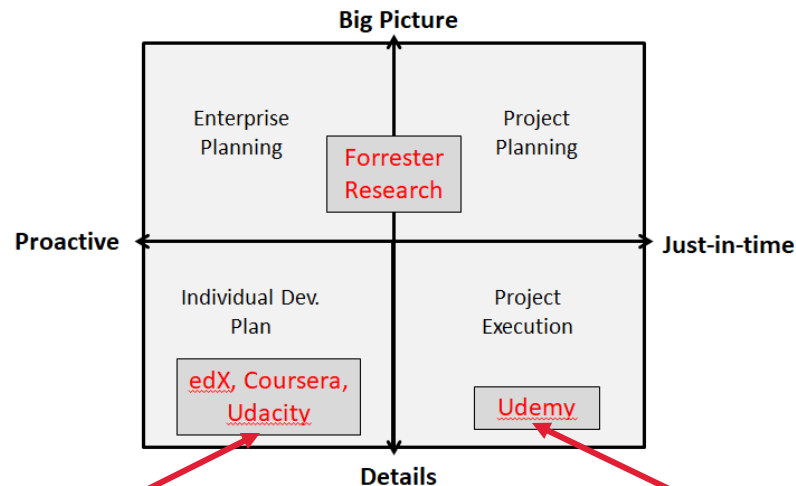 Big Picture
Enterprise
Planning
Project
Planning
Forrester
Research
Proactive
Just-in-time
Individual Dev.
Plan
Project
Execution
edX, Coursera,
Udacity
Udemy
Details